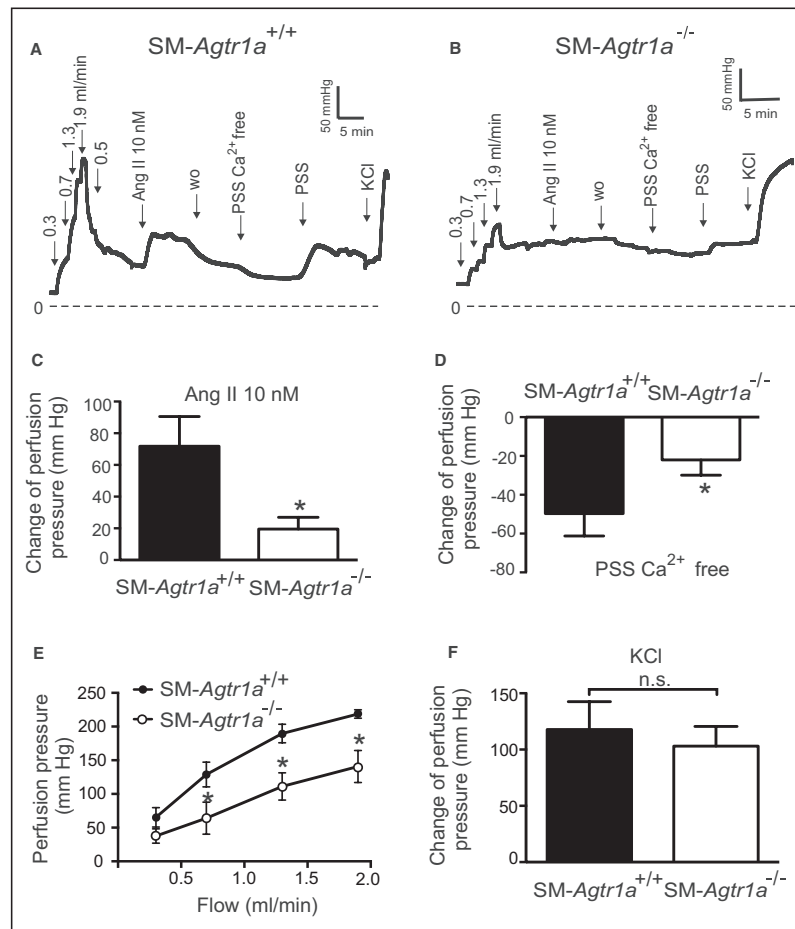 A
SM-Agtr1a+/+
50 mmHg
5 min
0.3
0.7
1.3
1.9 ml/min
0.5
Ang II 10 nM
wo
PSS Ca2+ free
PSS
KCl
0
B
SM-Agtr1a-/-
50 mmHg
5 min
0.3
0.7
1.3
1.9 ml/min
Ang II 10 nM
wo
PSS Ca2+ free
PSS
KCl
0
C
Ang II 10 nM
Change of perfusion
pressure (mm Hg)
100
80
60
40
20
0
*
SM-Agtr1a+/+ SM-Agtr1a-/-
D
SM-Agtr1a+/+ SM-Agtr1a-/-
Change of perfusion
pressure (mm Hg)
0
-20
-40
-60
-80
*
PSS Ca2+ free
E
SM-Agtr1a+/+
SM-Agtr1a-/-
Perfusion pressure
(mm Hg)
250
200
150
100
50
0
* * *
0.5 1.0 1.5 2.0
Flow (ml/min)
F
KCl
n.s.
Change of perfusion
pressure (mm Hg)
150
100
50
0
SM-Agtr1a+/+ SM-Agtr1a-/-